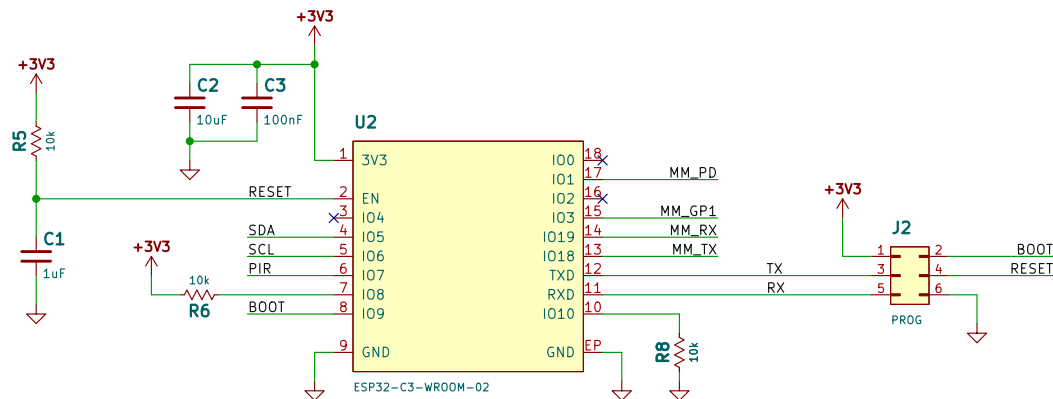 +3V3
+3V3
R5
10k
C2
10uF
C3
100nF
U2
C1
1uF
RESET
SDA
SCL
PIR
BOOT
+3V3
10k
R6
1 3V3
2 EN
3 IO4
4 IO5
5 IO6
6 IO7
7 IO8
8 IO9
9 GND
IO0 18
IO1 17
IO2 16
IO3 15
IO19 14
IO18 13
TXD 12
RXD 11
IO10 10
GND EP
ESP32-C3-WROOM-02
MM_PD
MM_GP1
MM_RX
MM_TX
TX
RX
R8
10k
+3V3
J2
1 2
3 4
5 6
PROG
BOOT
RESET